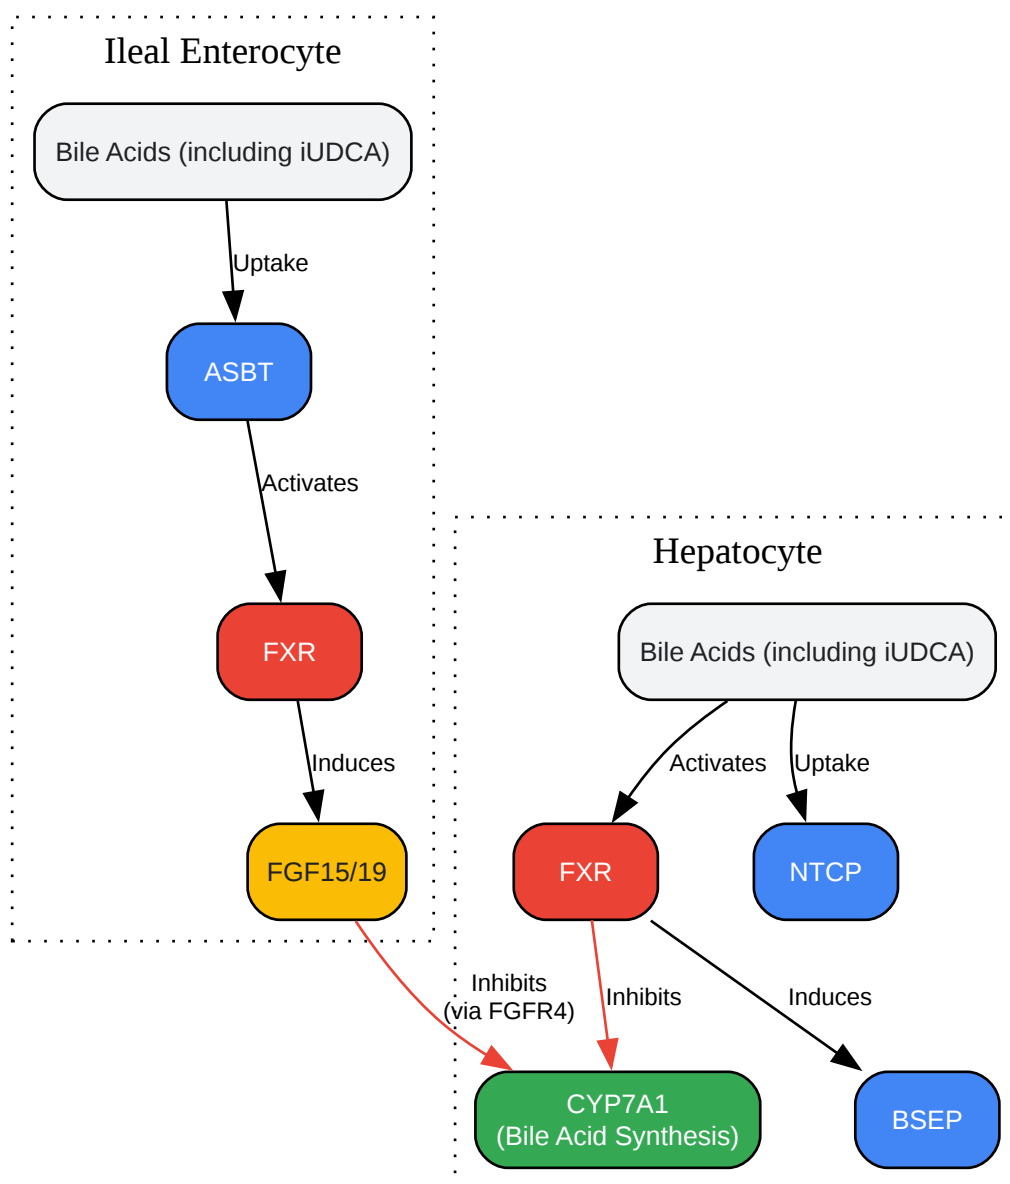 Ileal Enterocyte
Bile Acids (including iUDCA)
Uptake
ASBT
Activates
FXR
Induces
FGF15/19
Hepatocyte
Bile Acids (including iUDCA)
Activates
Uptake
FXR
NTCP
Inhibits
(via FGFR4)
Inhibits
Induces
CYP7A1
(Bile Acid Synthesis)
BSEP